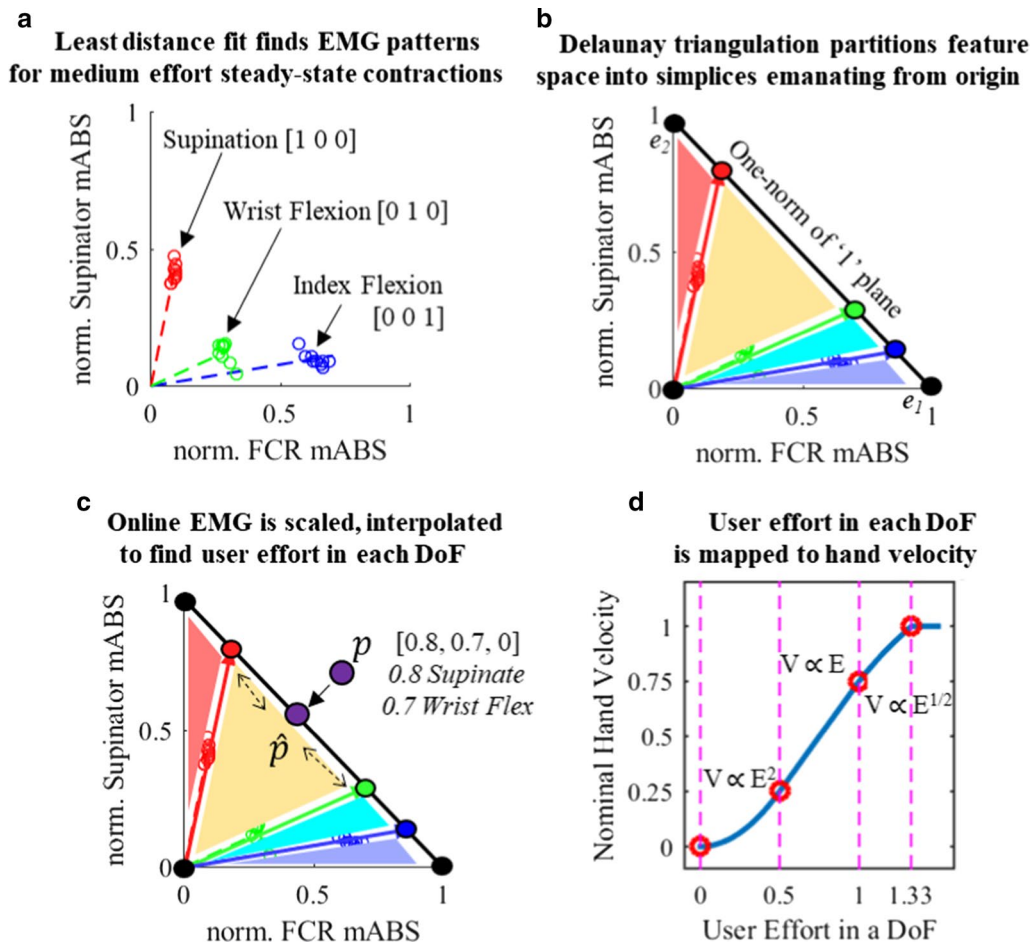 a
Least distance fit finds EMG patterns
for medium effort steady-state contractions
norm. Supinator mABS
1
0.5
0
Supination [1 0 0]
Wrist Flexion [0 1 0]
Index Flexion
[0 0 1]
0
0.5
1
norm. FCR mABS
b
Delaunay triangulation partitions feature
space into simplices emanating from origin
norm. Supinator mABS
1
e2
0.5
0
One-norm of '1' plane
e1
0
0.5
1
norm. FCR mABS
c
Online EMG is scaled, interpolated
to find user effort in each DoF
norm. Supinator mABS
1
0.5
0
p
[0.8, 0.7, 0]
0.8 Supinate
0.7 Wrist Flex
p̂
0
0.5
1
norm. FCR mABS
d
User effort in each DoF
is mapped to hand velocity
Nominal Hand Velocity
1
0.75
0.5
0.25
0
V ∝ E
V ∝ E^1/2
V ∝ E^2
0
0.5
1
1.33
User Effort in a DoF